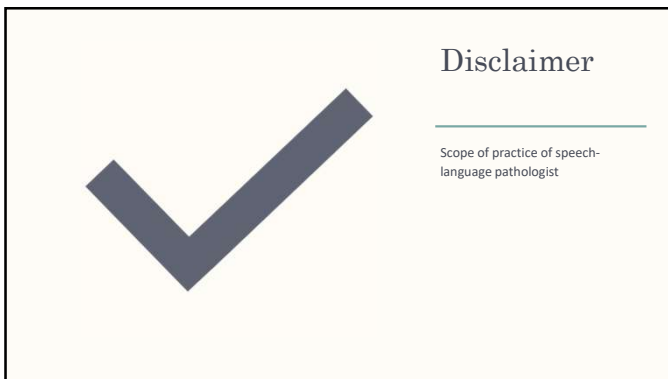 Disclaimer
Scope of practice of speech-
language pathologist